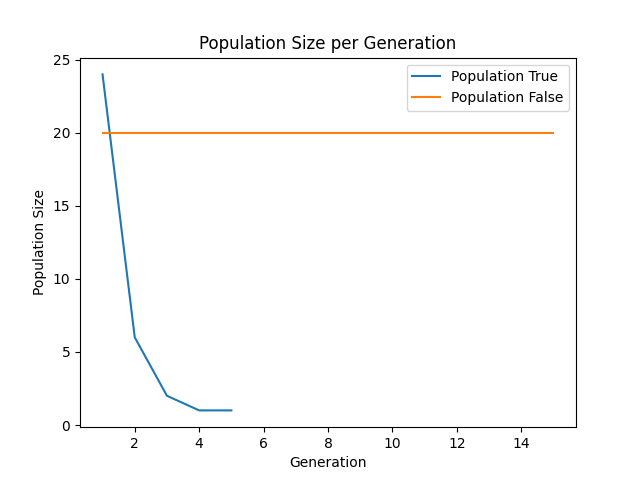 Population Size per Generation
Population True
Population False
Population Size
25
20
15
10
5
0
2 4 6 8 10 12 14
Generation